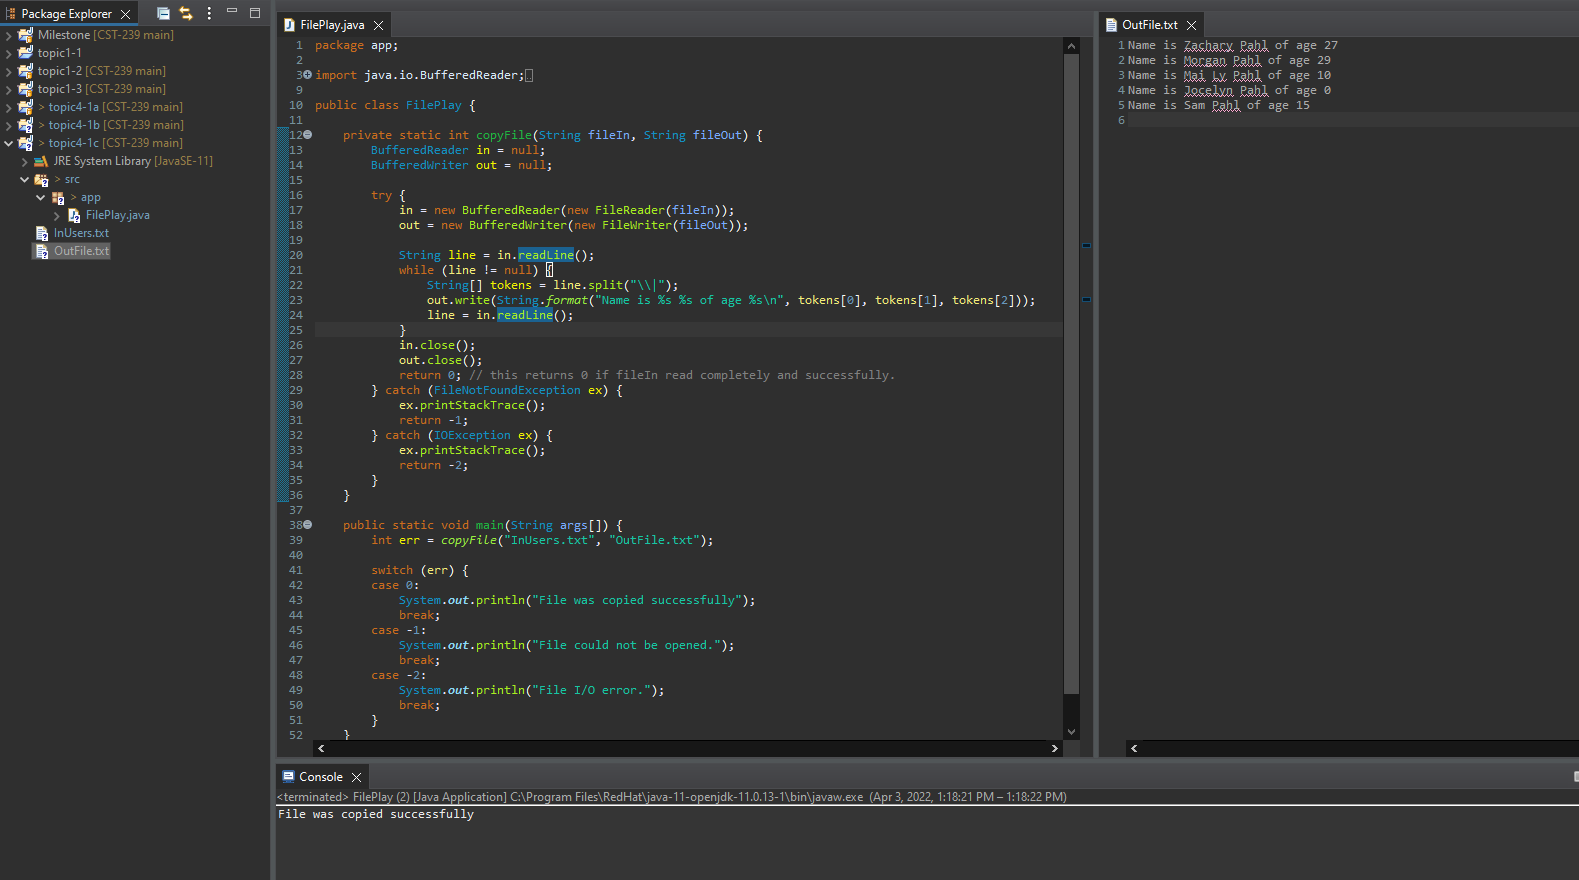 Package Explorer
Milestone [CST-239 main]
topic1-1
topic1-2 [CST-239 main]
topic1-3 [CST-239 main]
> topic4-1a [CST-239 main]
> topic4-1b [CST-239 main]
> topic4-1c [CST-239 main]
JRE System Library [JavaSE-11]
> src
> app
FilePlay.java
InUsers.txt
OutFile.txt
FilePlay.java
1 package app;
2
3 import java.io.BufferedReader;
9
10 public class FilePlay {
11
12     private static int copyFile(String fileIn, String fileOut) {
13         BufferedReader in = null;
14         BufferedWriter out = null;
15
16         try {
17             in = new BufferedReader(new FileReader(fileIn));
18             out = new BufferedWriter(new FileWriter(fileOut));
19
20             String line = in.readLine();
21             while (line != null) {
22                 String[] tokens = line.split("\\|");
23                 out.write(String.format("Name is %s %s of age %s\n", tokens[0], tokens[1], tokens[2]));
24                 line = in.readLine();
25             }
26             in.close();
27             out.close();
28             return 0; // this returns 0 if fileIn read completely and successfully.
29         } catch (FileNotFoundException ex) {
30             ex.printStackTrace();
31             return -1;
32         } catch (IOException ex) {
33             ex.printStackTrace();
34             return -2;
35         }
36     }
37
38     public static void main(String args[]) {
39         int err = copyFile("InUsers.txt", "OutFile.txt");
40
41         switch (err) {
42         case 0:
43             System.out.println("File was copied successfully");
44             break;
45         case -1:
46             System.out.println("File could not be opened.");
47             break;
48         case -2:
49             System.out.println("File I/O error.");
50             break;
51         }
52     }
OutFile.txt
1 Name is Zachary Pahl of age 27
2 Name is Morgan Pahl of age 29
3 Name is Mai Ly Pahl of age 10
4 Name is Jocelyn Pahl of age 0
5 Name is Sam Pahl of age 15
6
Console
<terminated> FilePlay (2) [Java Application] C:\Program Files\RedHat\java-11-openjdk-11.0.13-1\bin\javaw.exe (Apr 3, 2022, 1:18:21 PM – 1:18:22 PM)
File was copied successfully